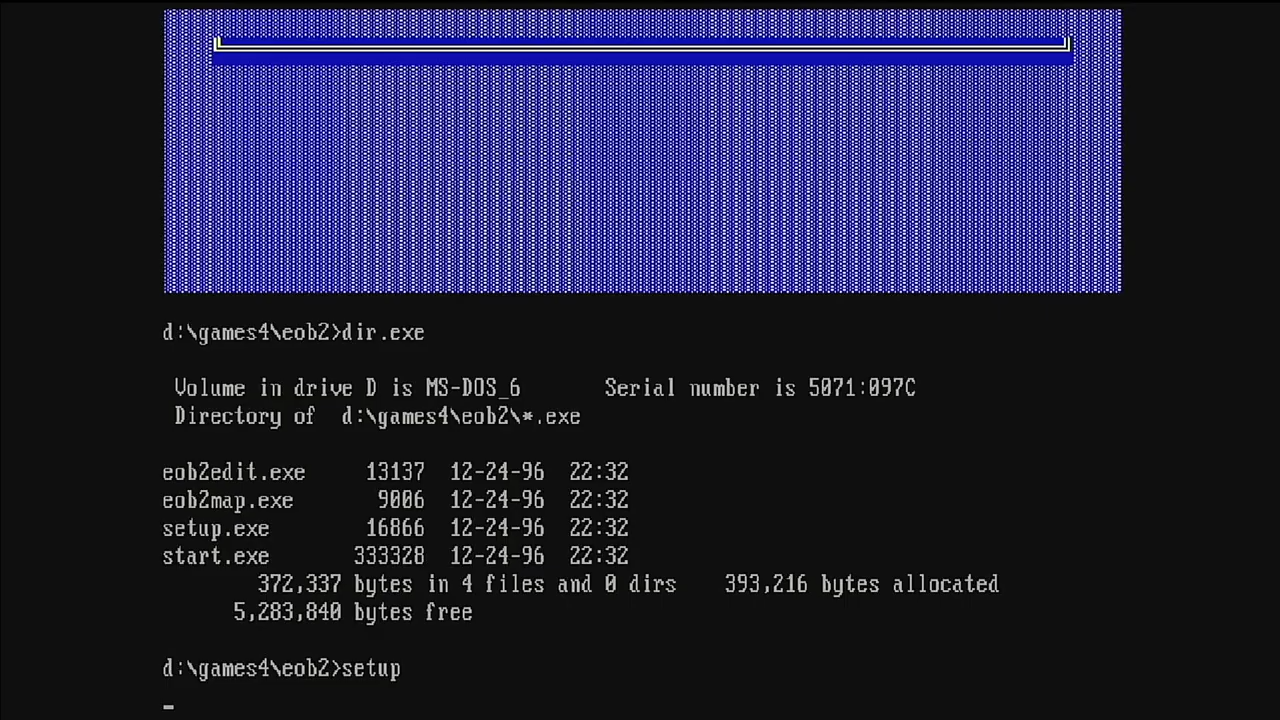 d:\games4\eob2>dir.exe
Volume in drive D is MS-DOS_6      Serial number is 5071:097C
Directory of  d:\games4\eob2\*.exe
eob2edit.exe     13137  12-24-96  22:32
eob2map.exe       9006  12-24-96  22:32
setup.exe        16866  12-24-96  22:32
start.exe       333328  12-24-96  22:32
372,337 bytes in 4 files and 0 dirs    393,216 bytes allocated
5,283,840 bytes free
d:\games4\eob2>setup